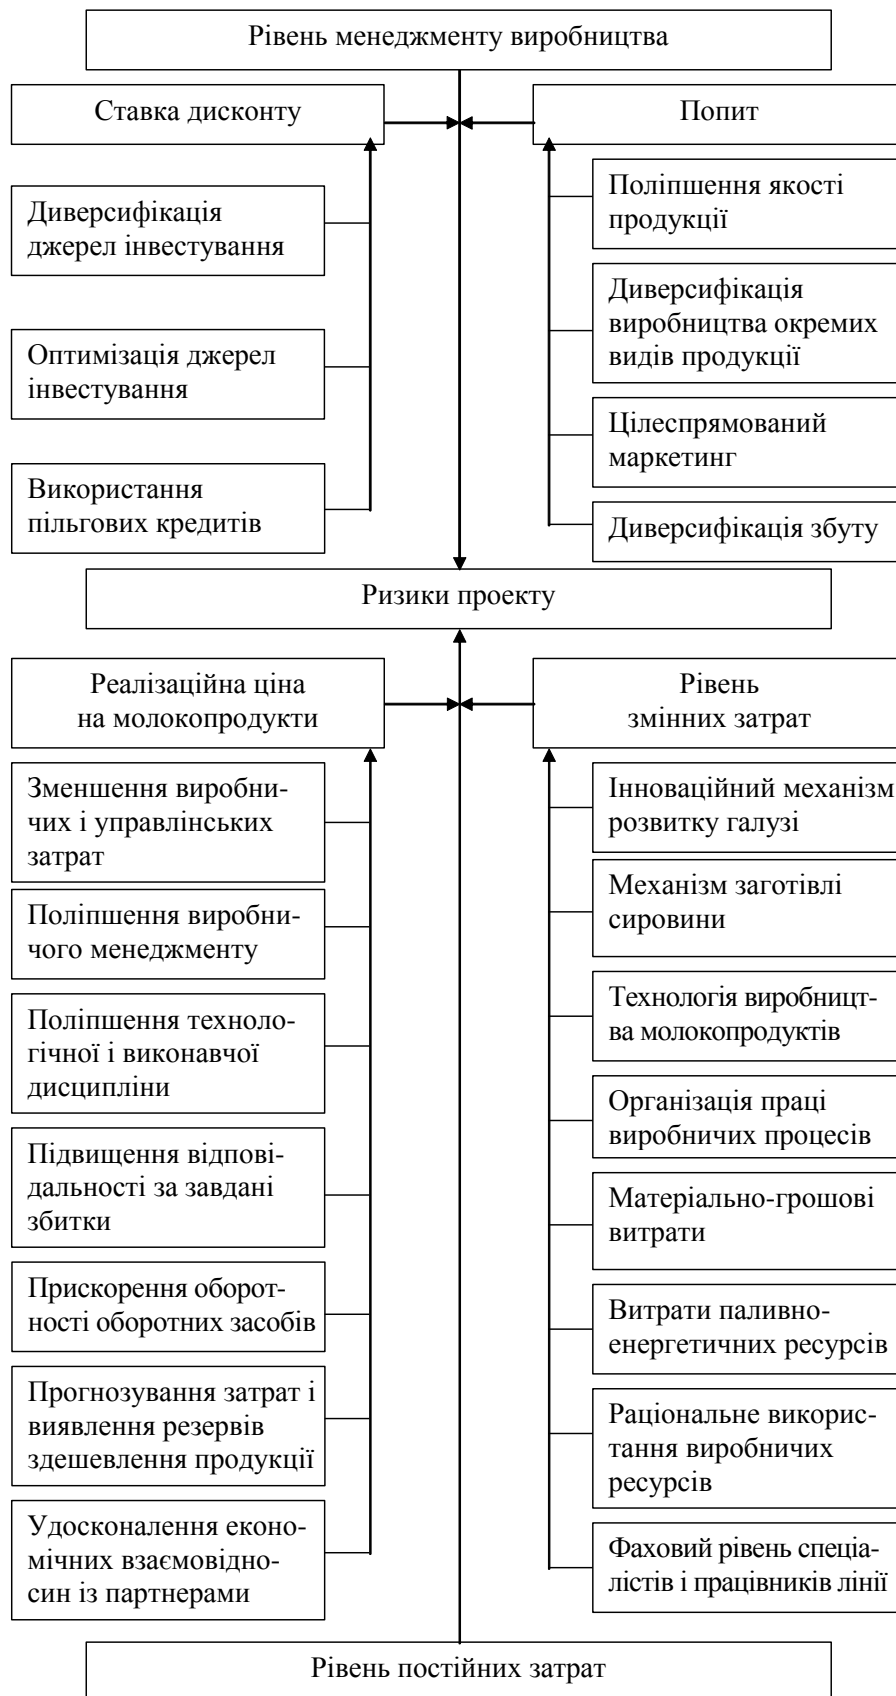 Рівень менеджменту виробництва
Ставка дисконту
Диверсифікація
джерел інвестування
Оптимізація джерел
інвестування
Використання
пільгових кредитів
Попит
Поліпшення якості
продукції
Диверсифікація
виробництва окремих
видів продукції
Цілеспрямований
маркетинг
Диверсифікація збуту
Ризики проекту
Реалізаційна ціна
на молокопродукти
Зменшення виробни-
чих і управлінських
затрат
Поліпшення виробни-
чого менеджменту
Поліпшення техноло-
гічної і виконавчої
дисципліни
Підвищення відпові-
дальності за завдані
збитки
Прискорення оборот-
ності оборотних засобів
Прогнозування затрат і
виявлення резервів
здешевлення продукції
Удосконалення еконо-
мічних взаємовідно-
син із партнерами
Рівень
змінних затрат
Інноваційний механізм
розвитку галузі
Механізм заготівлі
сировини
Технологія виробницт-
ва молокопродуктів
Організація праці
виробничих процесів
Матеріально-грошові
витрати
Витрати паливно-
енергетичних ресурсів
Раціональне викорис-
тання виробничих
ресурсів
Фаховий рівень спеціа-
лістів і працівників лінії
Рівень постійних затрат